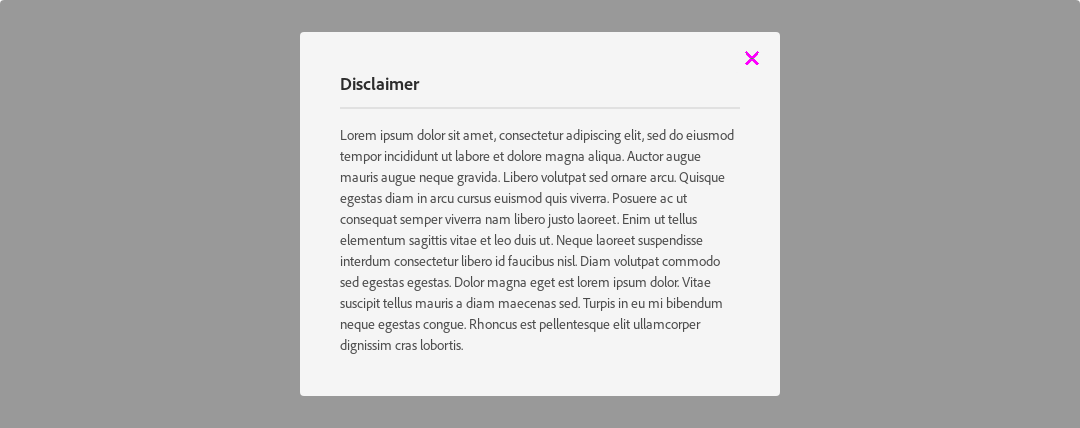 Disclaimer
Lorem ipsum dolor sit amet, consectetur adipiscing elit, sed do eiusmod
tempor incididunt ut labore et dolore magna aliqua. Auctor augue
mauris augue neque gravida. Libero volutpat sed ornare arcu. Quisque
egestas diam in arcu cursus euismod quis viverra. Posuere ac ut
consequat semper viverra nam libero justo laoreet. Enim ut tellus
elementum sagittis vitae et leo duis ut. Neque laoreet suspendisse
interdum consectetur libero id faucibus nisl. Diam volutpat commodo
sed egestas egestas. Dolor magna eget est lorem ipsum dolor. Vitae
suscipit tellus mauris a diam maecenas sed. Turpis in eu mi bibendum
neque egestas congue. Rhoncus est pellentesque elit ullamcorper
dignissim cras lobortis.